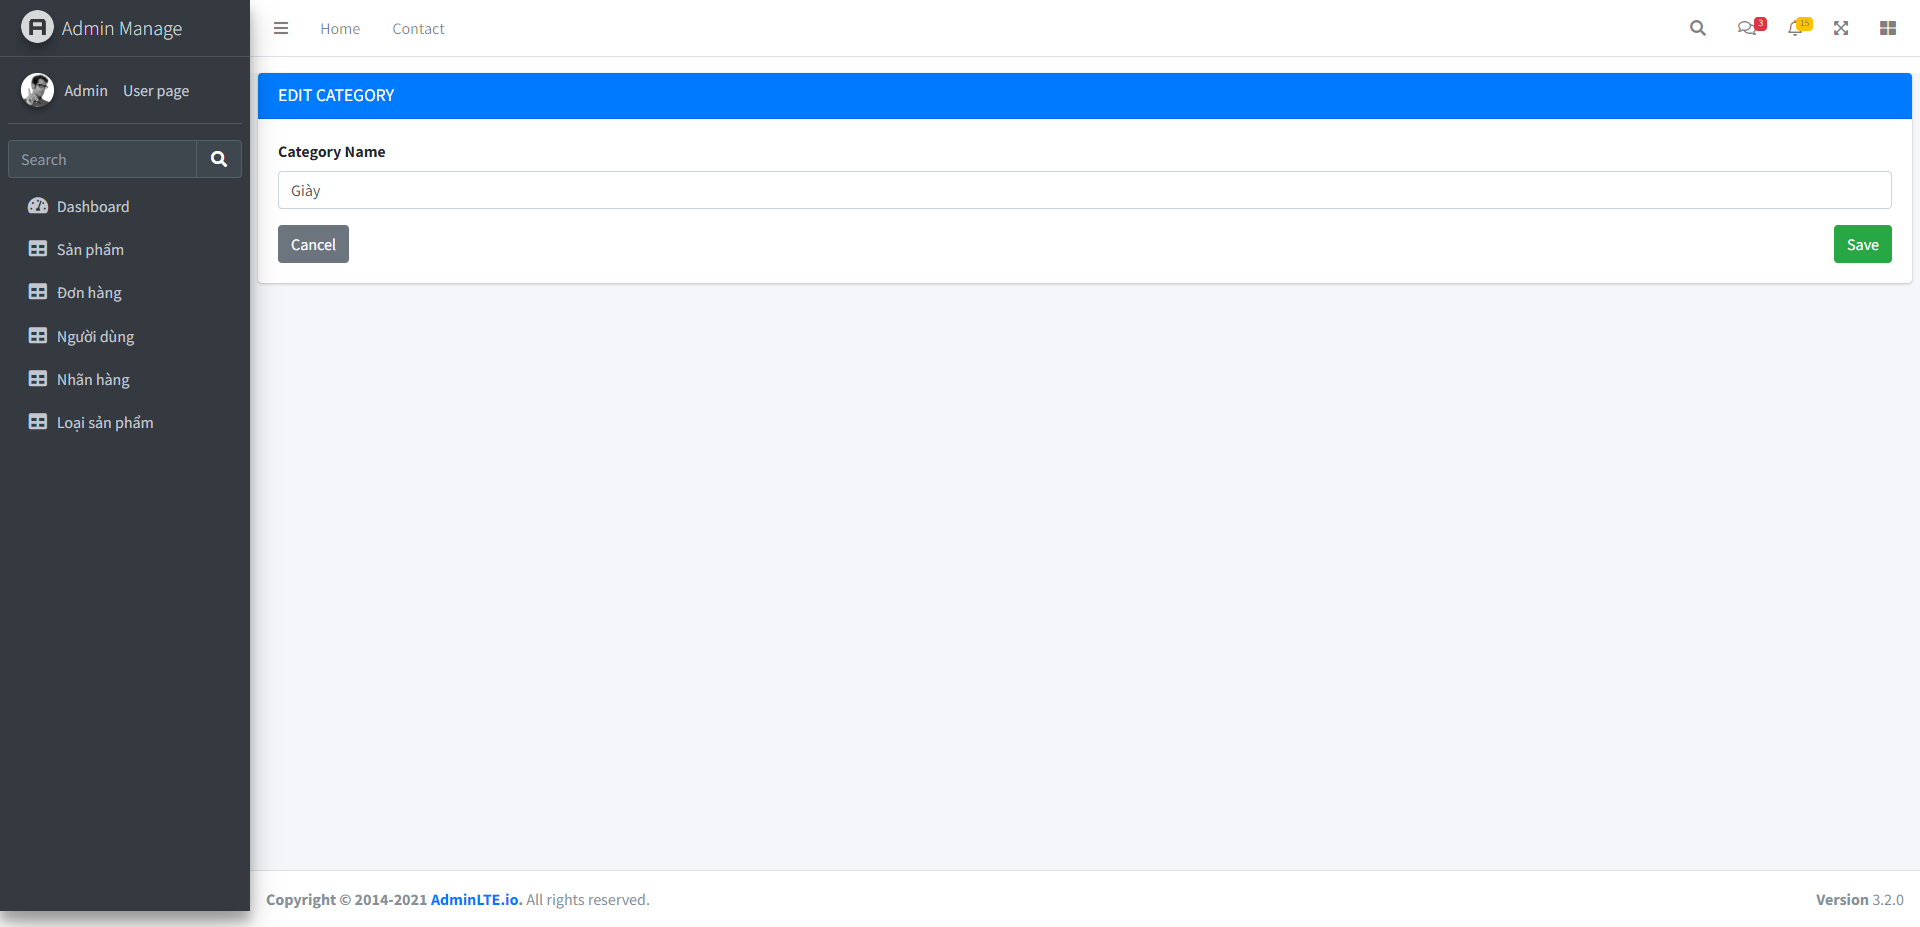 Admin Manage
Home
Contact
3
15
Admin
User page
Search
Dashboard
Sản phẩm
Đơn hàng
Người dùng
Nhãn hàng
Loại sản phẩm
EDIT CATEGORY
Category Name
Giày
Cancel
Save
Copyright © 2014-2021 AdminLTE.io. All rights reserved.
Version 3.2.0